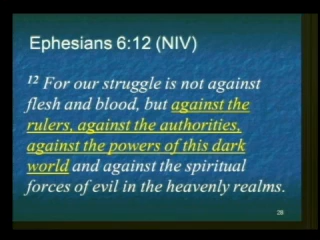 Ephesians 6:12 (NIV)
12 For our struggle is not against
flesh and blood, but against the
rulers, against the authorities,
against the powers of this dark
world and against the spiritual
forces of evil in the heavenly realms.
28